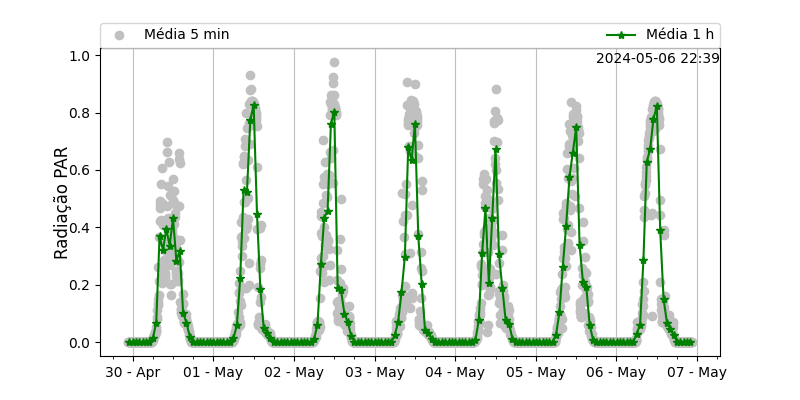 Média 5 min
Média 1 h
2024-05-06 22:39
Radiação PAR
1.0
0.8
0.6
0.4
0.2
0.0
30 - Apr
01 - May
02 - May
03 - May
04 - May
05 - May
06 - May
07 - May